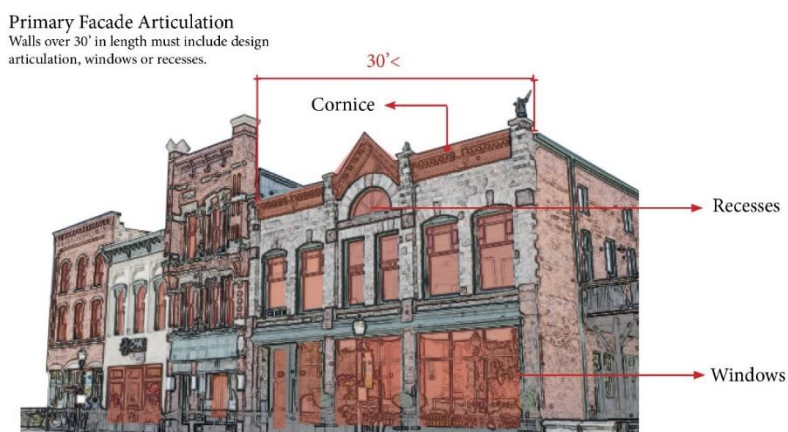 Primary Facade Articulation
Walls over 30' in length must include design
articulation, windows or recesses.
30'<
Cornice
Recesses
Windows